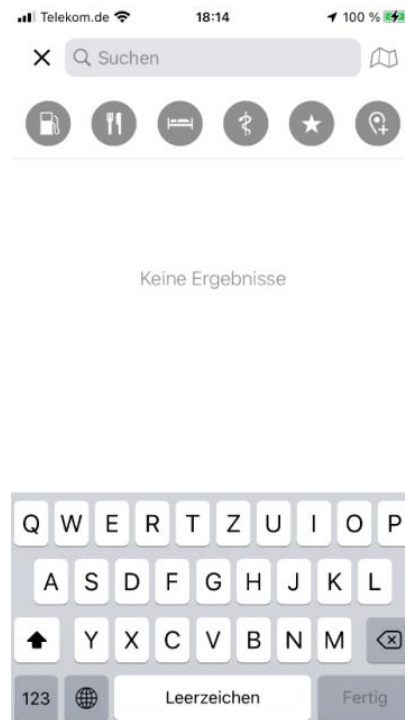 Telekom.de 18:14 100 %
Suchen
Keine Ergebnisse
Q W E R T Z U I O P
A S D F G H J K L
Y X C V B N M
123 Leerzeichen Fertig